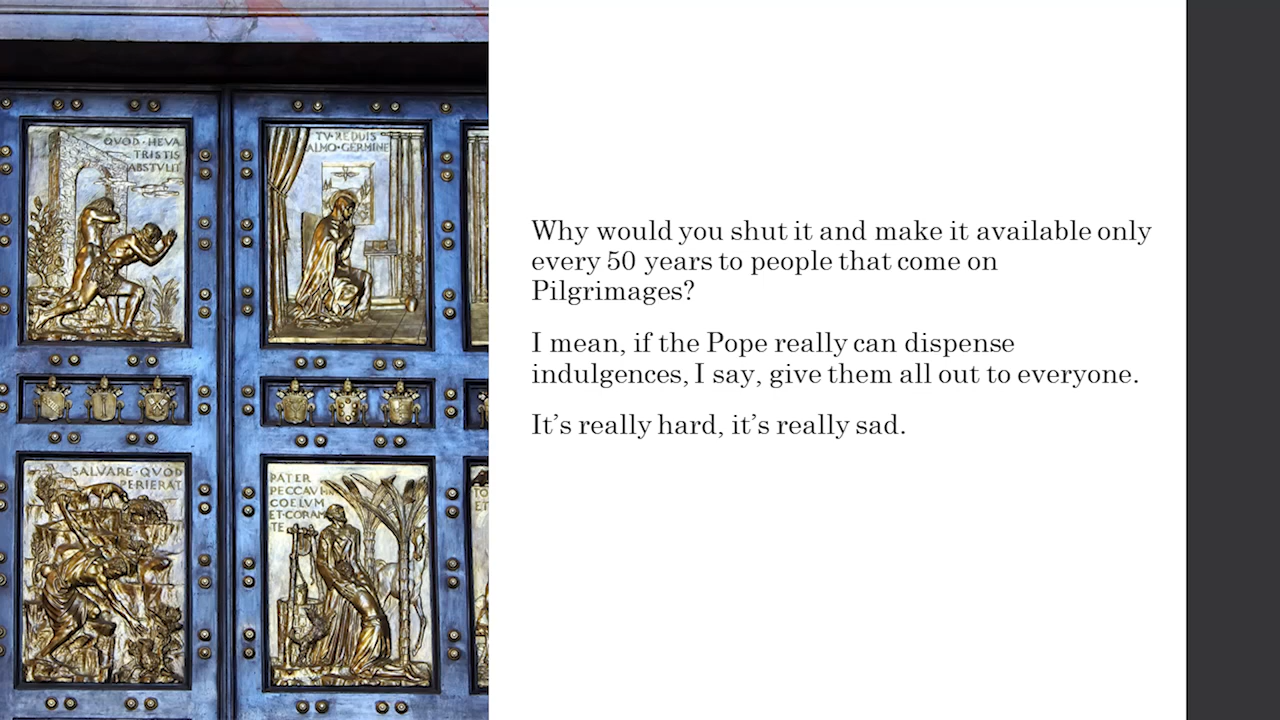 QVOD·HEVA
TRISTIS
ABSTVLIT
TV·REDDIS
ALMO·GERMINE
SALVARE·QVOD
PERIERAT
PATER
PECCAVI·IN
COELVM
ET·CORAM
TE
Why would you shut it and make it available only
every 50 years to people that come on
Pilgrimages?
I mean, if the Pope really can dispense
indulgences, I say, give them all out to everyone.
It’s really hard, it’s really sad.